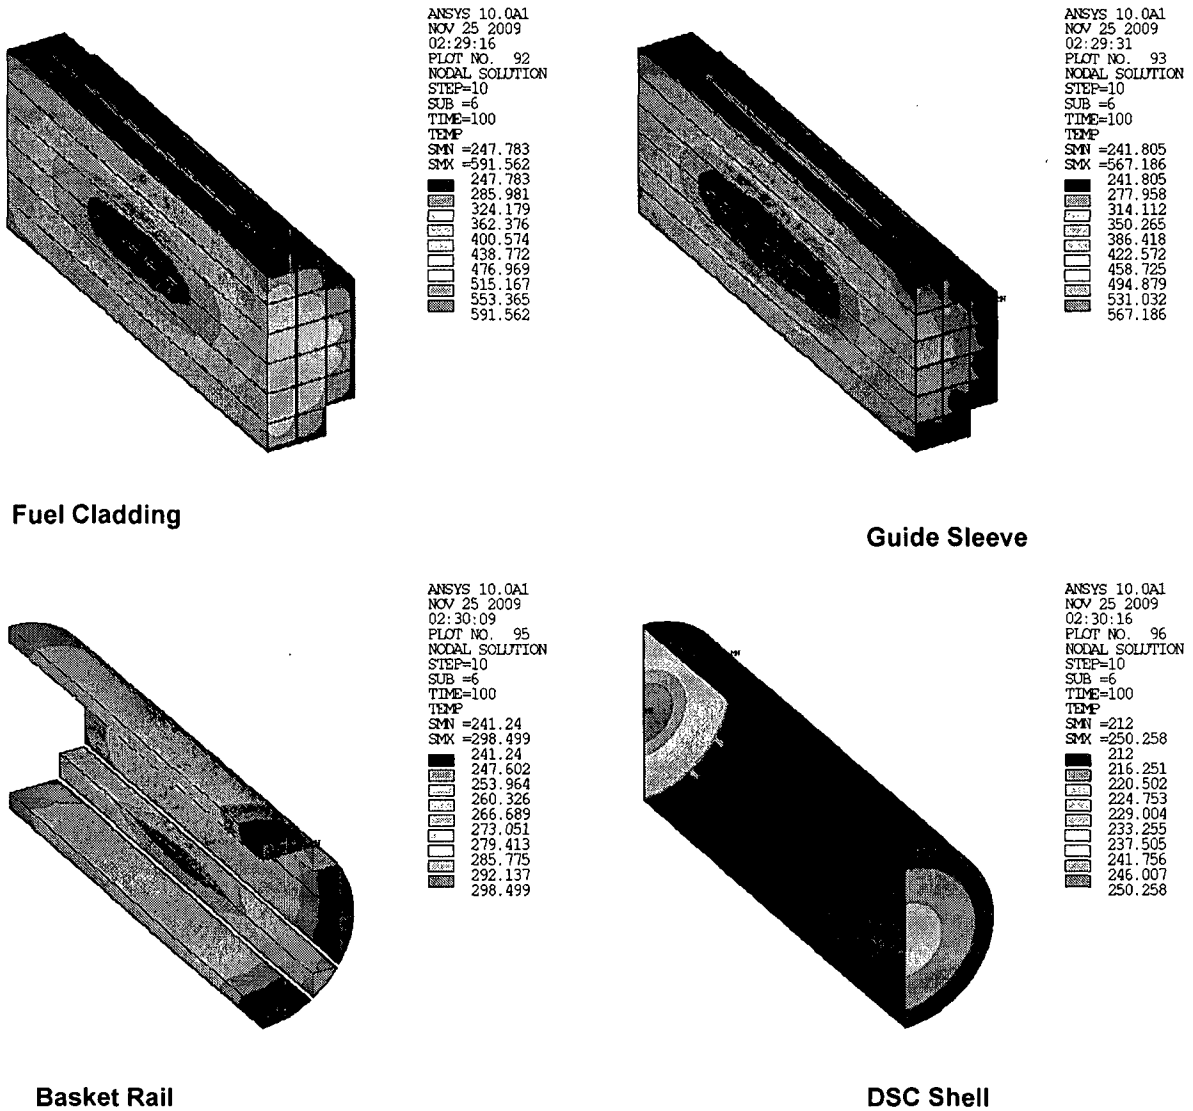 ANSYS 10.0A1
NOV 25 2009
02:29:16
PLOT NO. 92
NODAL SOLUTION
STEP=10
SUB =6
TIME=100
TEMP
SMN =247.783
SMX =591.562
247.783
285.981
324.179
362.376
400.574
438.772
476.969
515.167
553.365
591.562
Fuel Cladding
ANSYS 10.0A1
NOV 25 2009
02:29:31
PLOT NO. 93
NODAL SOLUTION
STEP=10
SUB =6
TIME=100
TEMP
SMN =241.805
SMX =567.186
241.805
277.958
314.112
350.265
386.418
422.572
458.725
494.879
531.032
567.186
MN
Guide Sleeve
ANSYS 10.0A1
NOV 25 2009
02:30:09
PLOT NO. 95
NODAL SOLUTION
STEP=10
SUB =6
TIME=100
TEMP
SMN =241.24
SMX =298.499
241.24
247.602
253.964
260.326
266.689
273.051
279.413
285.775
292.137
298.499
Basket Rail
ANSYS 10.0A1
NOV 25 2009
02:30:16
PLOT NO. 96
NODAL SOLUTION
STEP=10
SUB =6
TIME=100
TEMP
SMN =212
SMX =250.258
212
216.251
220.502
224.753
229.004
233.255
237.505
241.756
246.007
250.258
MN
DSC Shell